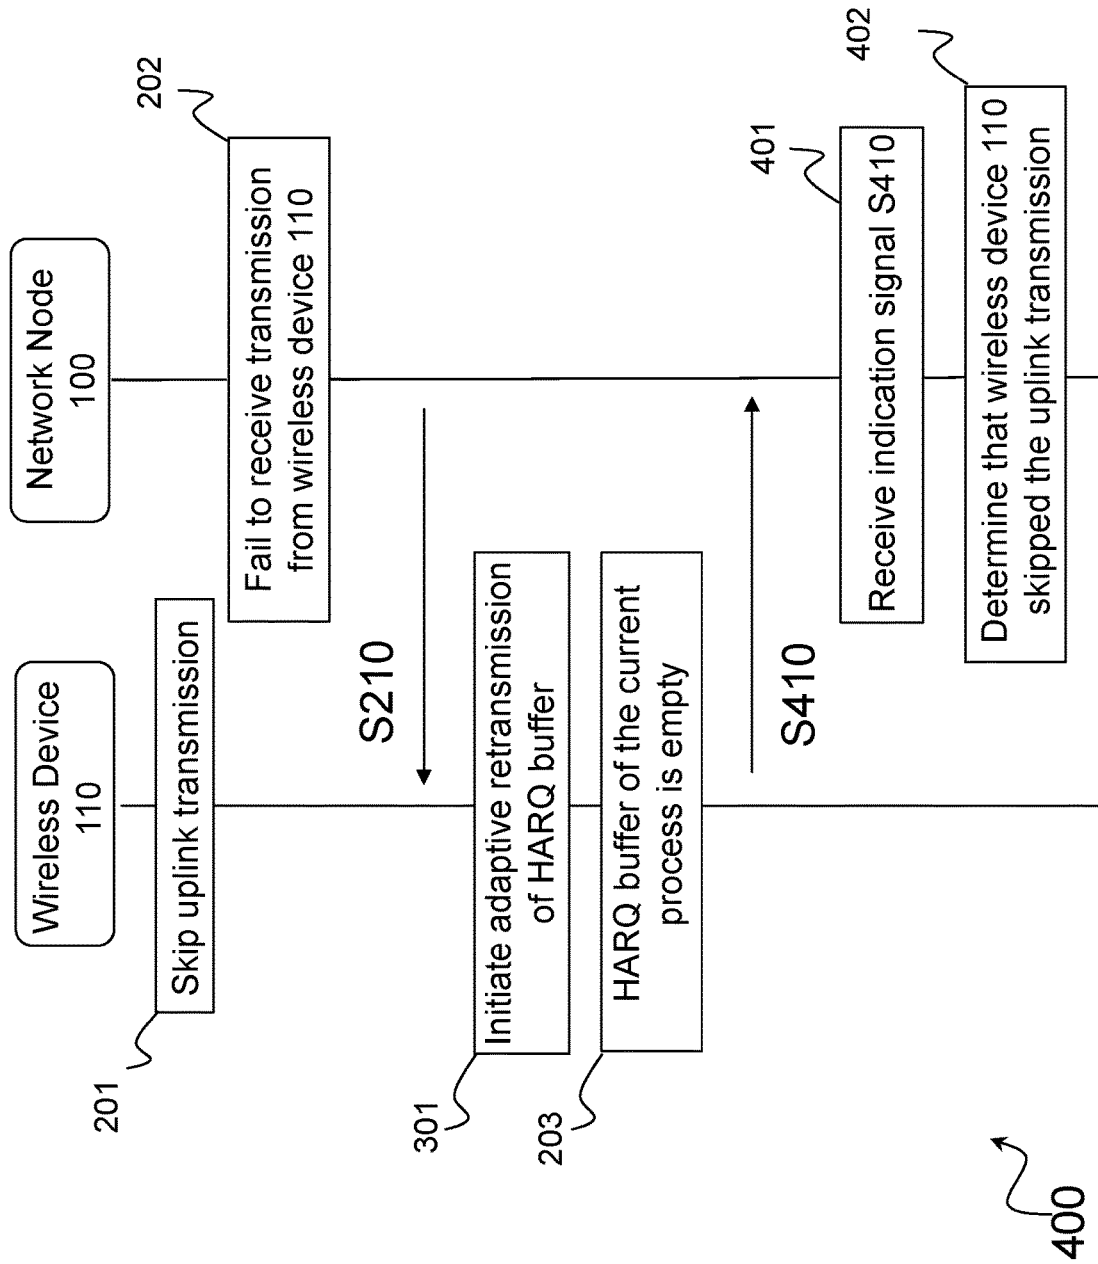 Wireless Device
110
Network Node
100
201
Skip uplink transmission
202
Fail to receive transmission
from wireless device 110
S210
301
Initiate adaptive retransmission
of HARQ buffer
203
HARQ buffer of the current
process is empty
S410
401
Receive indication signal S410
402
Determine that wireless device 110
skipped the uplink transmission
400